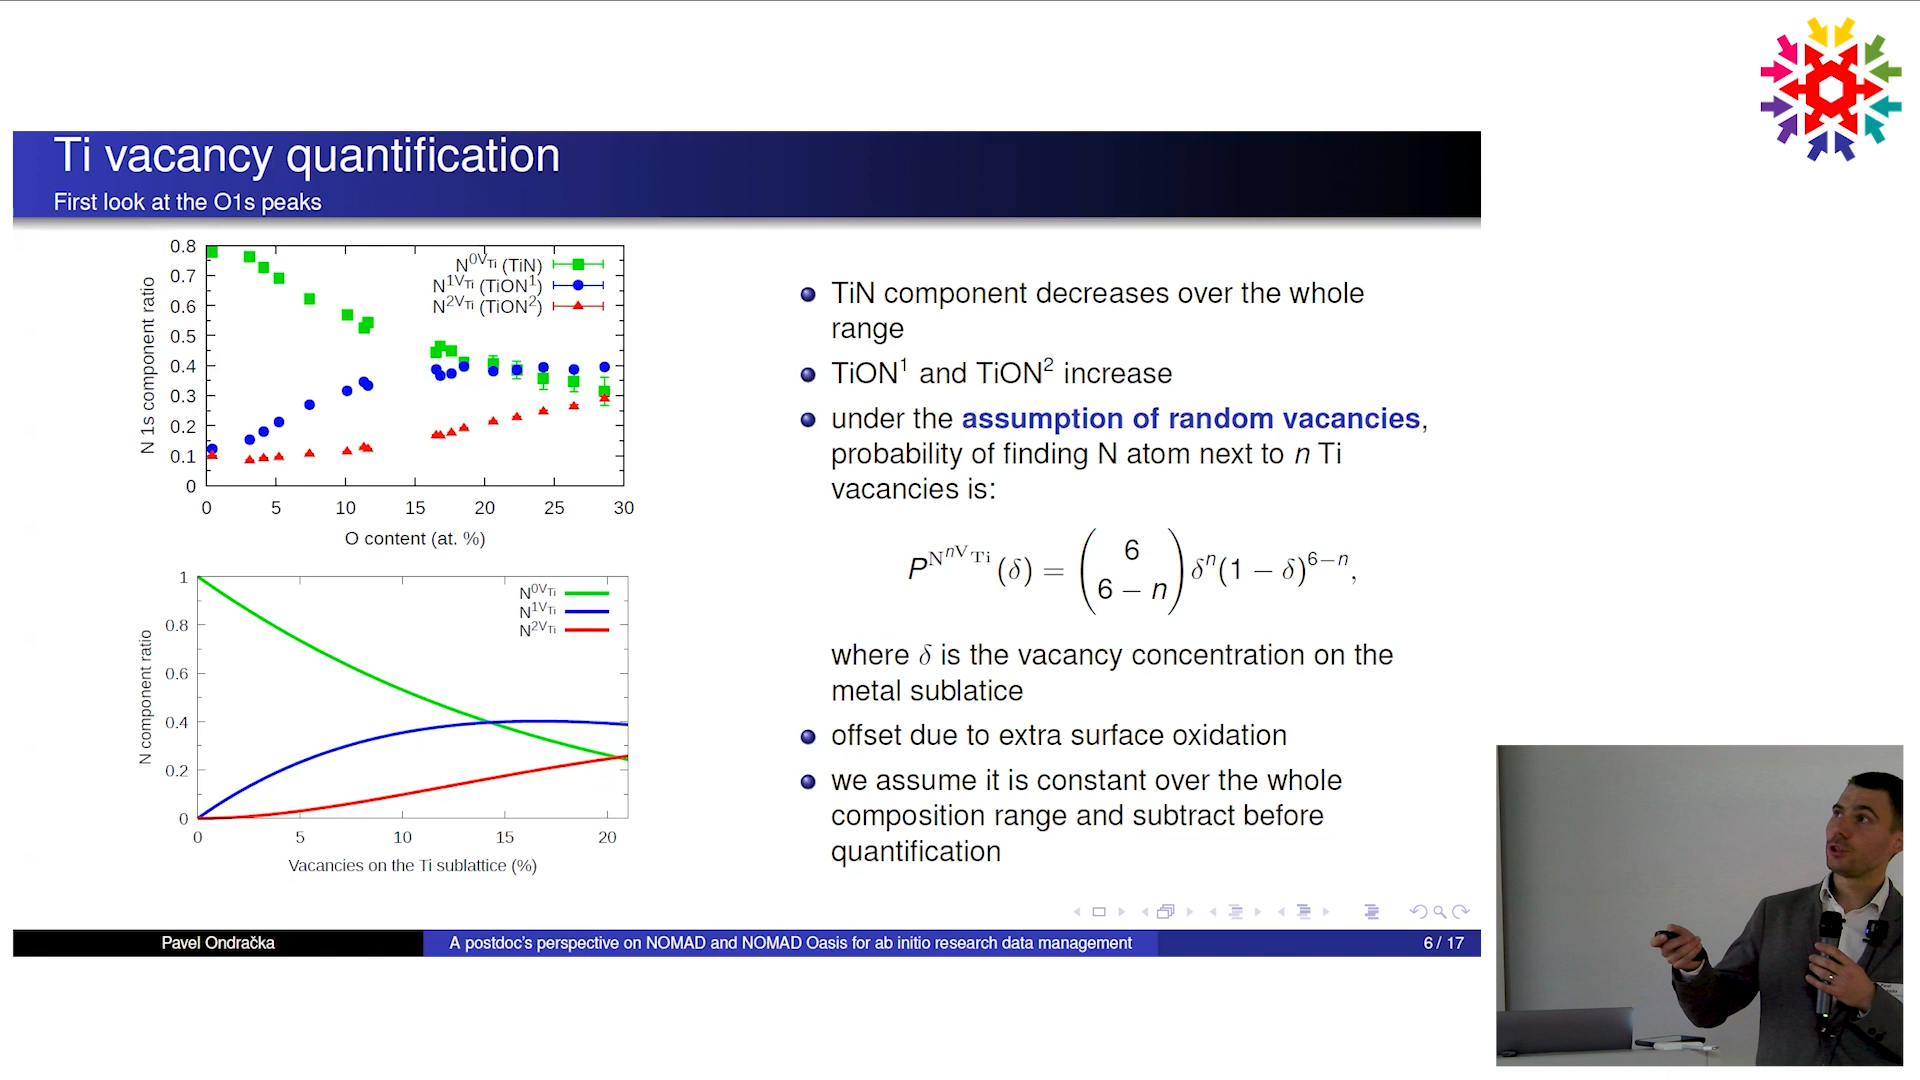 Ti vacancy quantification
First look at the O1s peaks
N 1s component ratio
0.8
0.7
0.6
0.5
0.4
0.3
0.2
0.1
0
N^0V_Ti (TiN)
N^1V_Ti (TiON^1)
N^2V_Ti (TiON^2)
0 5 10 15 20 25 30
O content (at. %)
N component ratio
1
0.8
0.6
0.4
0.2
0
N^0V_Ti
N^1V_Ti
N^2V_Ti
0 5 10 15 20
Vacancies on the Ti sublattice (%)
TiN component decreases over the whole
range
TiON^1 and TiON^2 increase
under the assumption of random vacancies,
probability of finding N atom next to n Ti
vacancies is:
P^{N^{nV_Ti}}(δ) = (6 6 − n) δ^n(1 − δ)^{6−n},
where δ is the vacancy concentration on the
metal sublatice
offset due to extra surface oxidation
we assume it is constant over the whole
composition range and subtract before
quantification
Pavel Ondračka
A postdoc's perspective on NOMAD and NOMAD Oasis for ab initio research data management
6 / 17